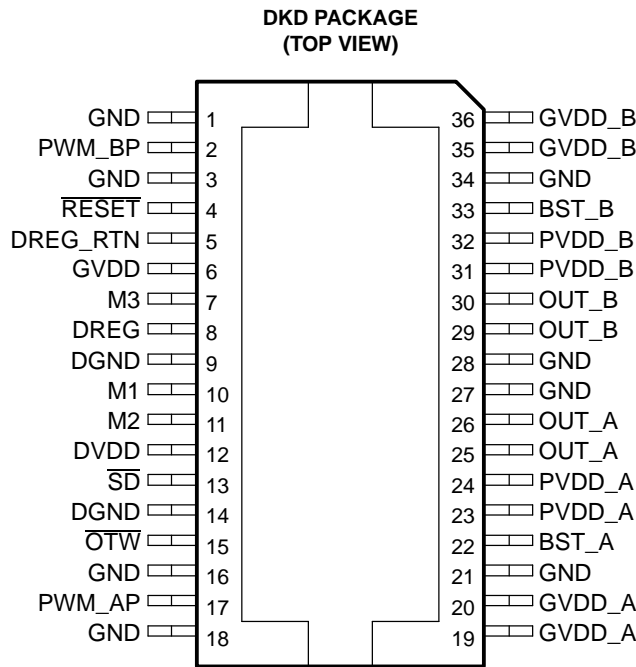 DKD PACKAGE
(TOP VIEW)
GND 1 36 GVDD_B
PWM_BP 2 35 GVDD_B
GND 3 34 GND
RESET 4 33 BST_B
DREG_RTN 5 32 PVDD_B
GVDD 6 31 PVDD_B
M3 7 30 OUT_B
DREG 8 29 OUT_B
DGND 9 28 GND
M1 10 27 GND
M2 11 26 OUT_A
DVDD 12 25 OUT_A
SD 13 24 PVDD_A
DGND 14 23 PVDD_A
OTW 15 22 BST_A
GND 16 21 GND
PWM_AP 17 20 GVDD_A
GND 18 19 GVDD_A